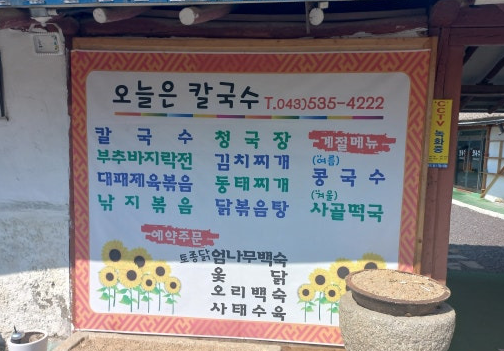 오늘은 칼국수 T.043)535-4222
칼국수
부추바지락전
대패제육볶음
낚지볶음
청국장
김치찌개
동태찌개
닭볶음탕
계절메뉴
(여름)
콩국수
(겨울)
사골떡국
예약주문
토종닭 엄나무백숙
옻닭
오리백숙
사태수육
CCTV 녹화중